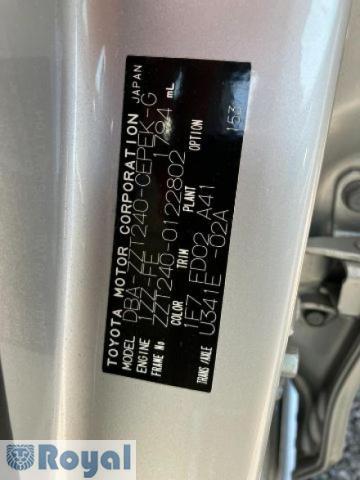 TOYOTA MOTOR CORPORATION JAPAN
MODEL DBA-ZZT240-CEPEK-G
ENGINE 1ZZ-FE 1794 mL
FRAME No. ZZT240-0122802
COLOR TRIM PLANT OPTION
1E7 ED02 A41 153
TRANS/AXLE U341E -02A
Royal